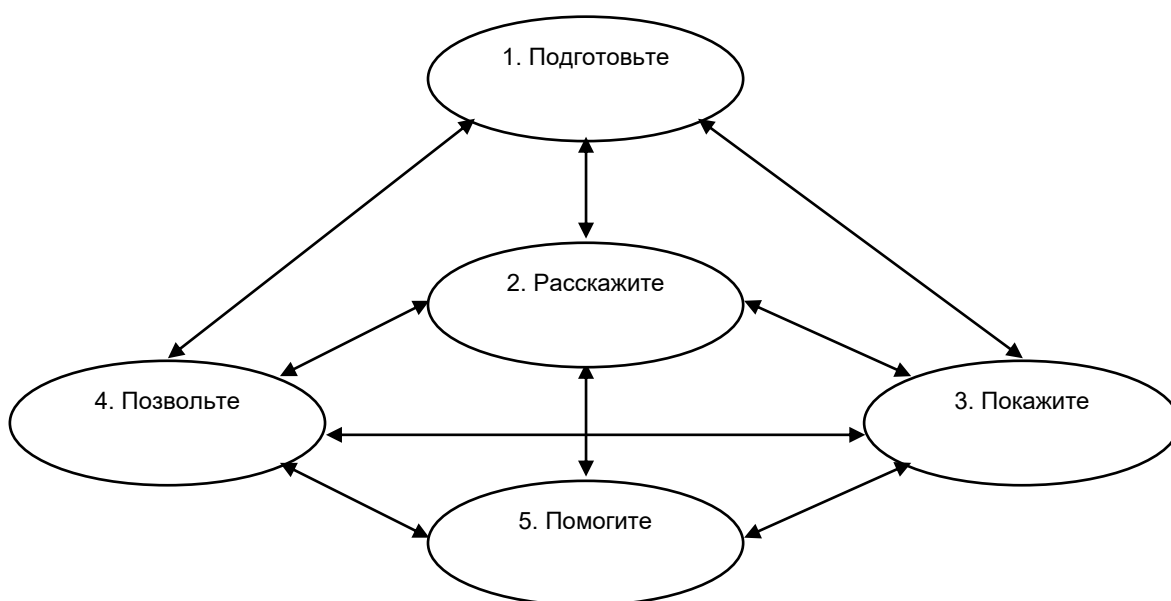 1. Подготовьте
2. Расскажите
4. Позвольте
3. Покажите
5. Помогите